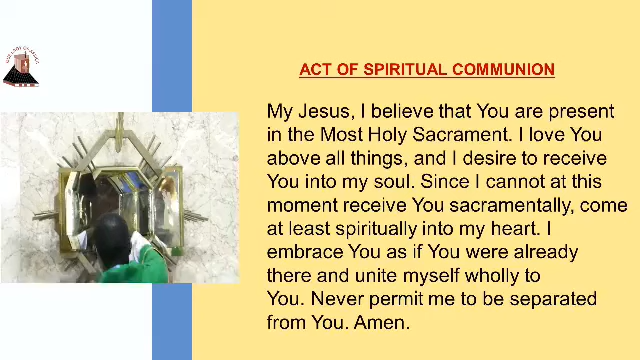 ACT OF SPIRITUAL COMMUNION
My Jesus, I believe that You are present
in the Most Holy Sacrament. I love You
above all things, and I desire to receive
You into my soul. Since I cannot at this
moment receive You sacramentally, come
at least spiritually into my heart. I
embrace You as if You were already
there and unite myself wholly to
You. Never permit me to be separated
from You. Amen.